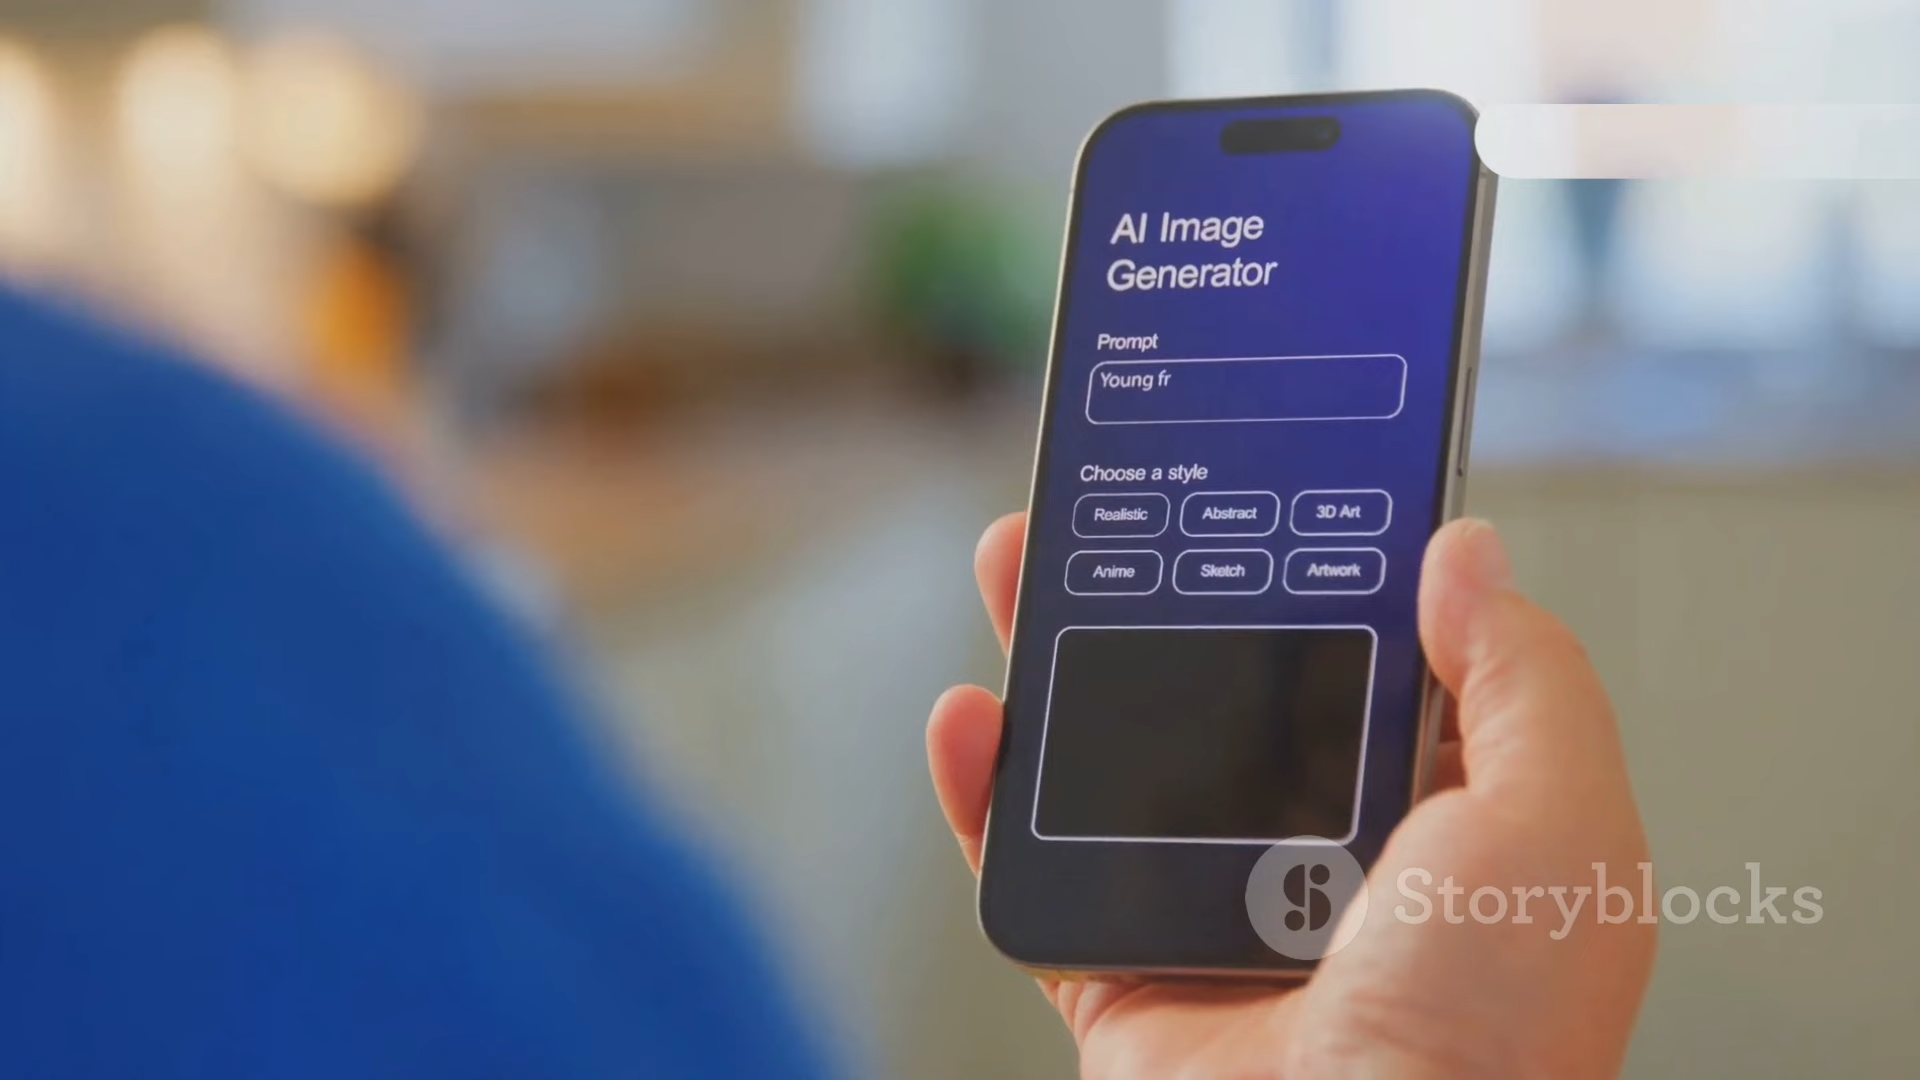 AI Image
Generator
Prompt
Young fr
Choose a style
Realistic
Abstract
3D Art
Anime
Sketch
Artwork
Storyblocks